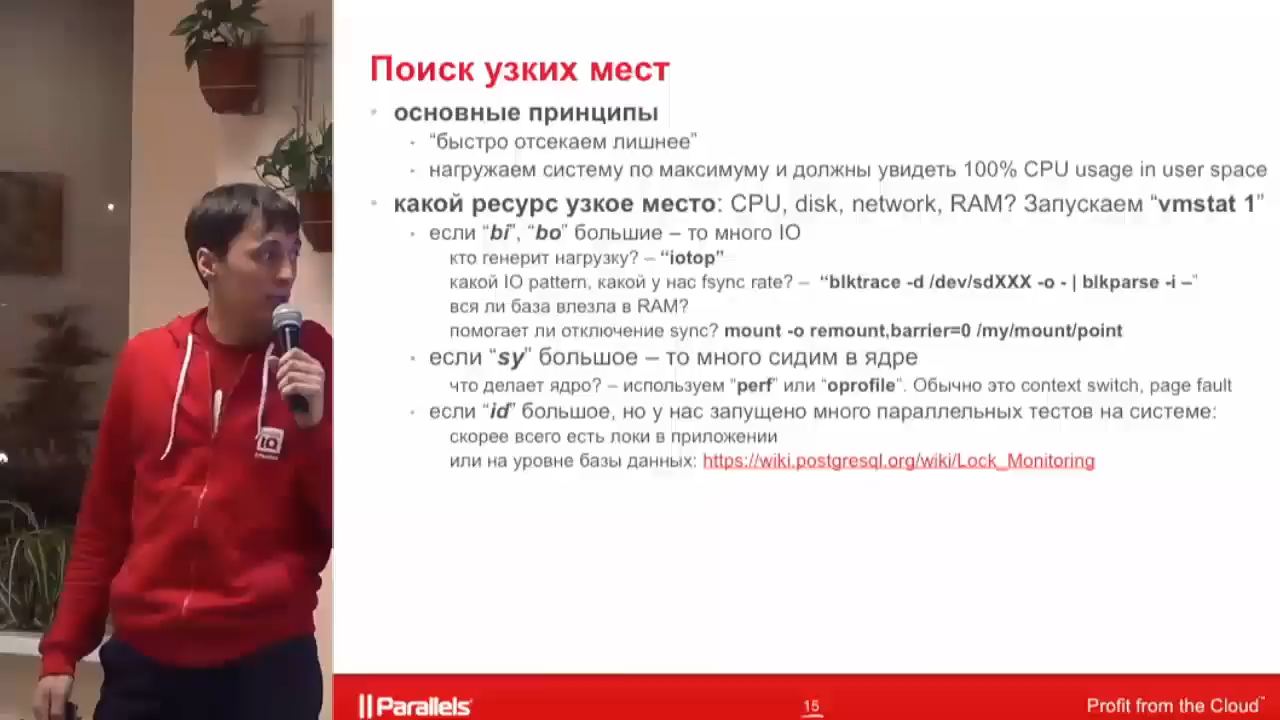 Поиск узких мест
основные принципы
“быстро отсекаем лишнее”
нагружаем систему по максимуму и должны увидеть 100% CPU usage in user space
какой ресурс узкое место: CPU, disk, network, RAM? Запускаем “vmstat 1”
если “bi”, “bo” большие – то много IO
кто генерит нагрузку? – “iotop”
какой IO pattern, какой у нас fsync rate? – “blktrace -d /dev/sdXXX -o - | blkparse -i –”
вся ли база влезла в RAM?
помогает ли отключение sync? mount -o remount,barrier=0 /my/mount/point
если “sy” большое – то много сидим в ядре
что делает ядро? – используем “perf” или “oprofile“. Обычно это context switch, page fault
если “id” большое, но у нас запущено много параллельных тестов на системе:
скорее всего есть локи в приложении
или на уровне базы данных: https://wiki.postgresql.org/wiki/Lock_Monitoring
IQ
Parallels
15
Profit from the Cloud™